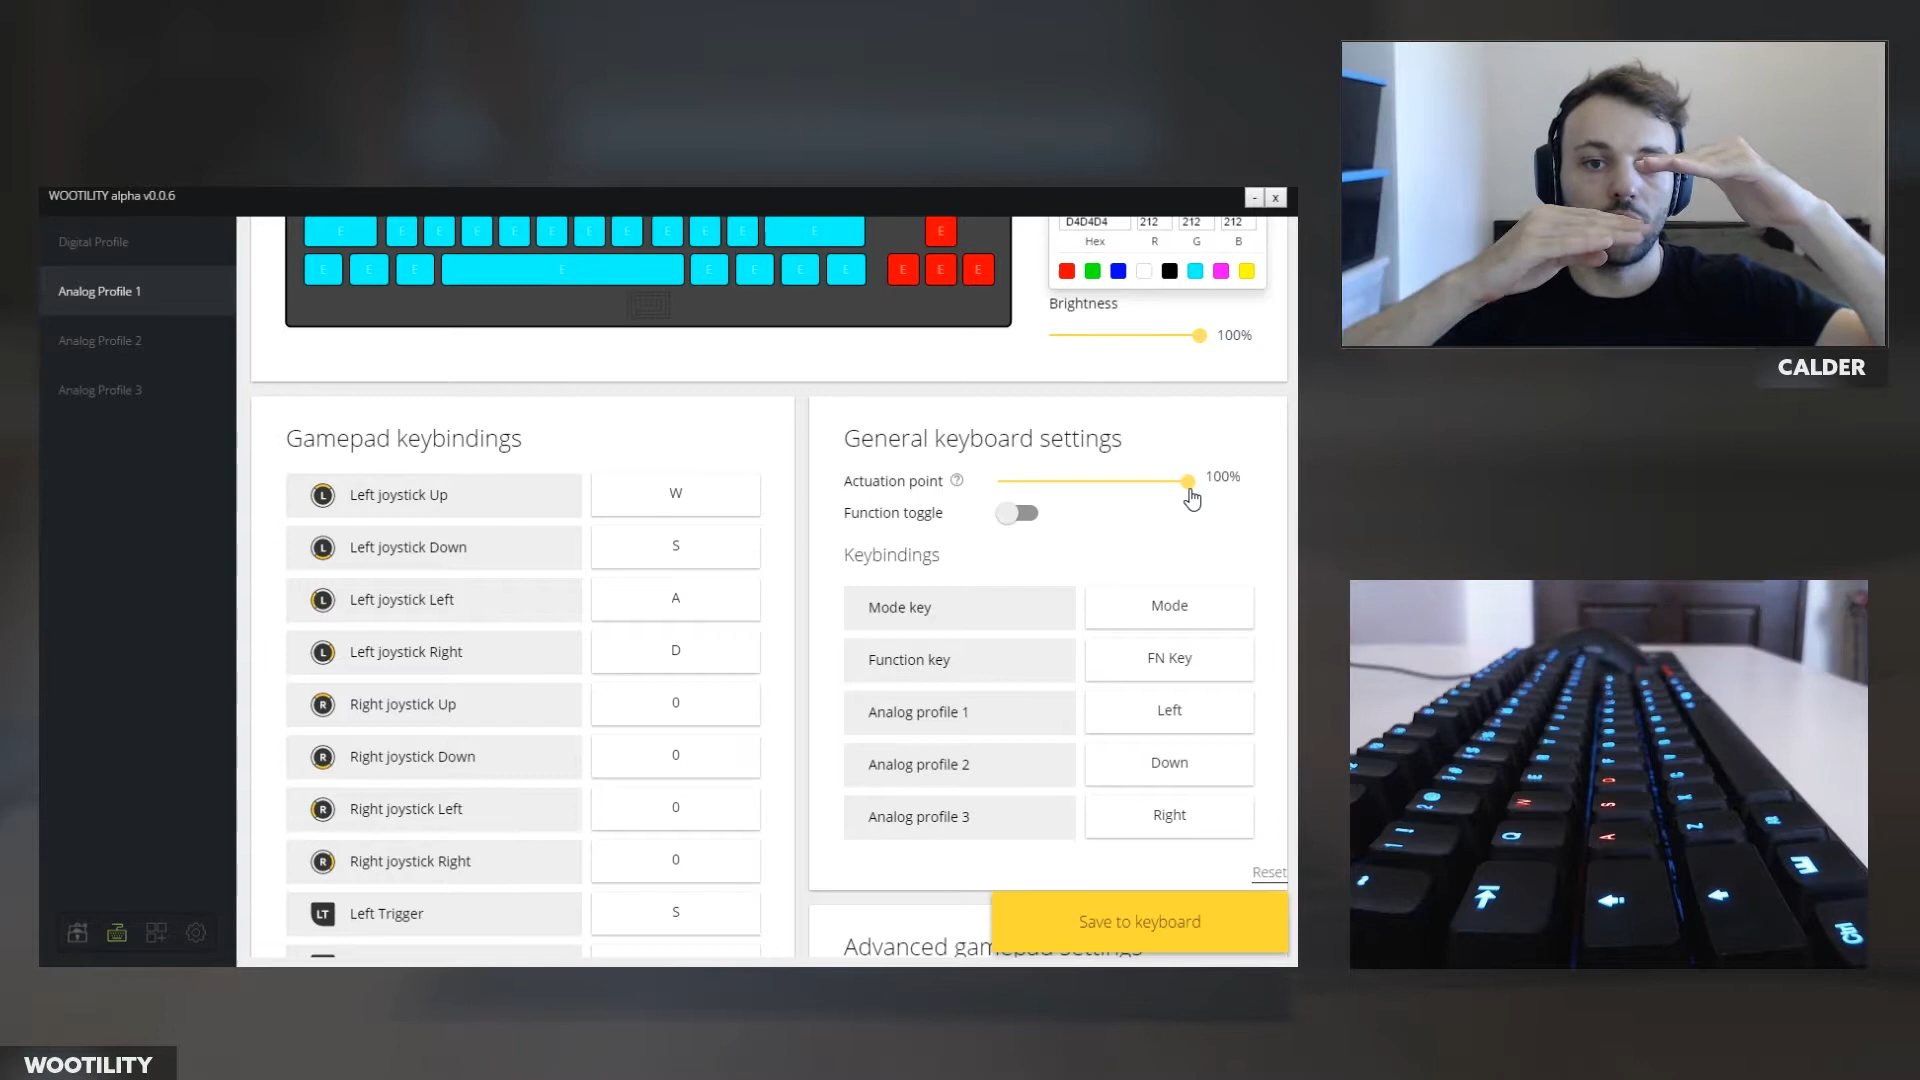 WOOTILITY alpha v0.0.6
- x
Digital Profile
Analog Profile 1
Analog Profile 2
Analog Profile 3
E E E E E E E E E E E E E
E E E E E E E E E E E
D4D4D4 212 212 212
Hex R G B
Brightness
100%
CALDER
Gamepad keybindings
Left joystick Up W
Left joystick Down S
Left joystick Left A
Left joystick Right D
Right joystick Up 0
Right joystick Down 0
Right joystick Left 0
Right joystick Right 0
LT Left Trigger S
General keyboard settings
Actuation point ? 100%
Function toggle
Keybindings
Mode key Mode
Function key FN Key
Analog profile 1 Left
Analog profile 2 Down
Analog profile 3 Right
Reset
Save to keyboard
WOOTILITY